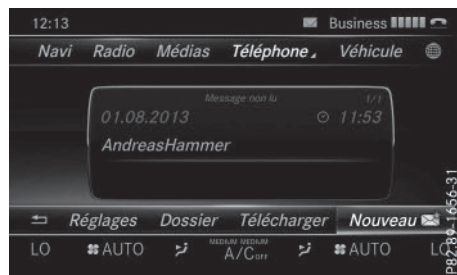 12:13 Business
Navi Radio Médias Téléphone Véhicule
Message non lu 1/1
01.08.2013 11:53
AndreasHammer
Réglages Dossier Télécharger Nouveau
LO AUTO MEDIUM MEDIUM AUTO LO
A/C OFF
P82.89-1656-31